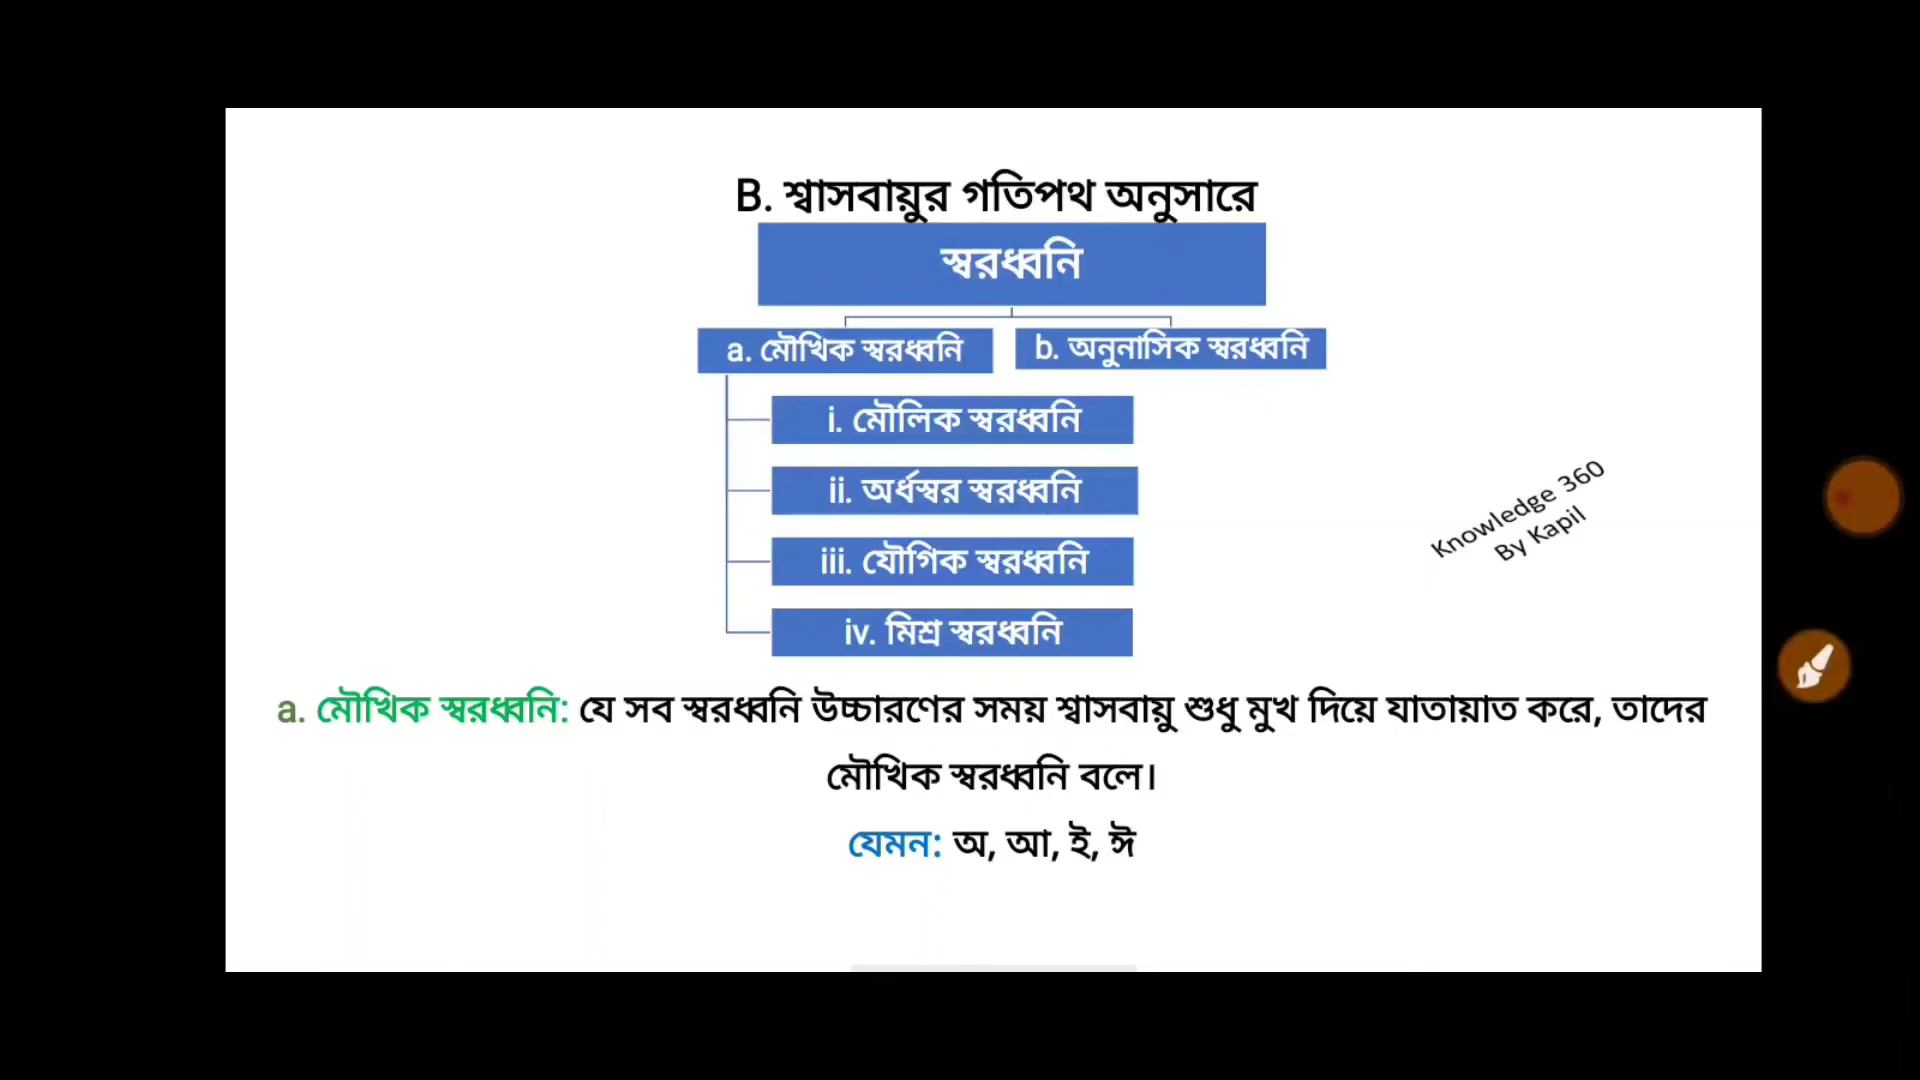 B. শ্বাসবায়ুর গতিপথ অনুসারে
স্বরধ্বনি
a. মৌখিক স্বরধ্বনি
b. অনুনাসিক স্বরধ্বনি
i. মৌলিক স্বরধ্বনি
ii. অর্ধস্বর স্বরধ্বনি
iii. যৌগিক স্বরধ্বনি
iv. মিশ্র স্বরধ্বনি
Knowledge 360
By Kapil
a. মৌখিক স্বরধ্বনি: যে সব স্বরধ্বনি উচ্চারণের সময় শ্বাসবায়ু শুধু মুখ দিয়ে যাতায়াত করে, তাদের
মৌখিক স্বরধ্বনি বলে।
যেমন: অ, আ, ই, ঈ